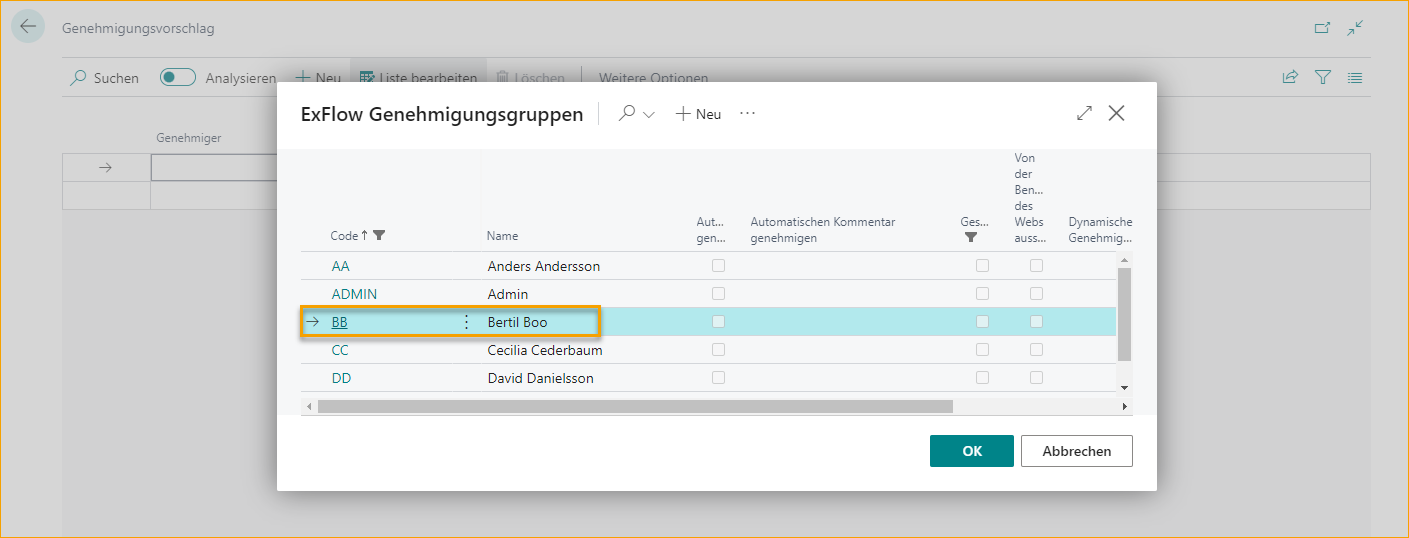 Genehmigungsvorschlag
Suchen Analysieren Neu Liste bearbeiten Löschen Weitere Optionen
Genehmiger
ExFlow Genehmigungsgruppen Neu ...
Code Name Aut... gen... Automatischen Kommentar genehmigen Ges... Von der Ben... des Webs auss... Dynamische Genehmig...
AA Anders Andersson
ADMIN Admin
BB Bertil Boo
CC Cecilia Cederbaum
DD David Danielsson
OK Abbrechen